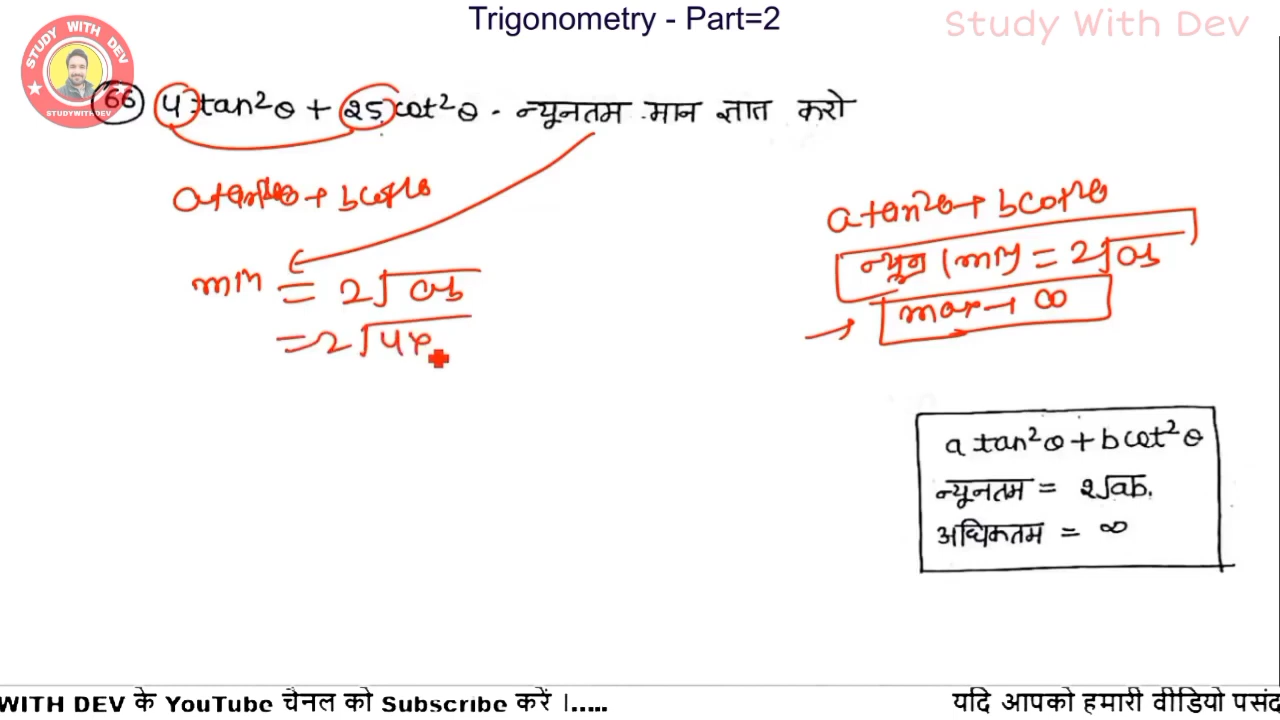 Trigonometry - Part=2
Study With Dev
STUDY WITH DEV
STUDYWITHDEV
66 4 tan²θ + 25 cot²θ . न्यूनतम मान ज्ञात करो
a tan²θ + b cot²θ
min = 2√ab
= 2√4×
a tan²θ + b cot²θ
न्यून (min) = 2√ab
max → ∞
a tan²θ + b cot²θ
न्यूनतम = 2√ab.
अधिकतम = ∞
WITH DEV के YouTube चैनल को Subscribe करें ।..... यदि आपको हमारी वीडियो पसंद